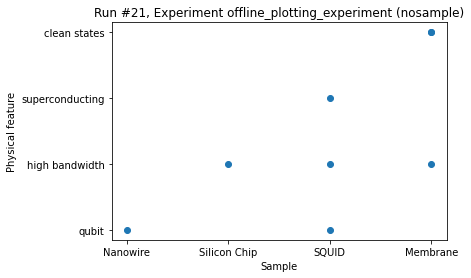 Run #21, Experiment offline_plotting_experiment (nosample)
clean states
superconducting
high bandwidth
qubit
Physical feature
Nanowire Silicon Chip SQUID Membrane
Sample